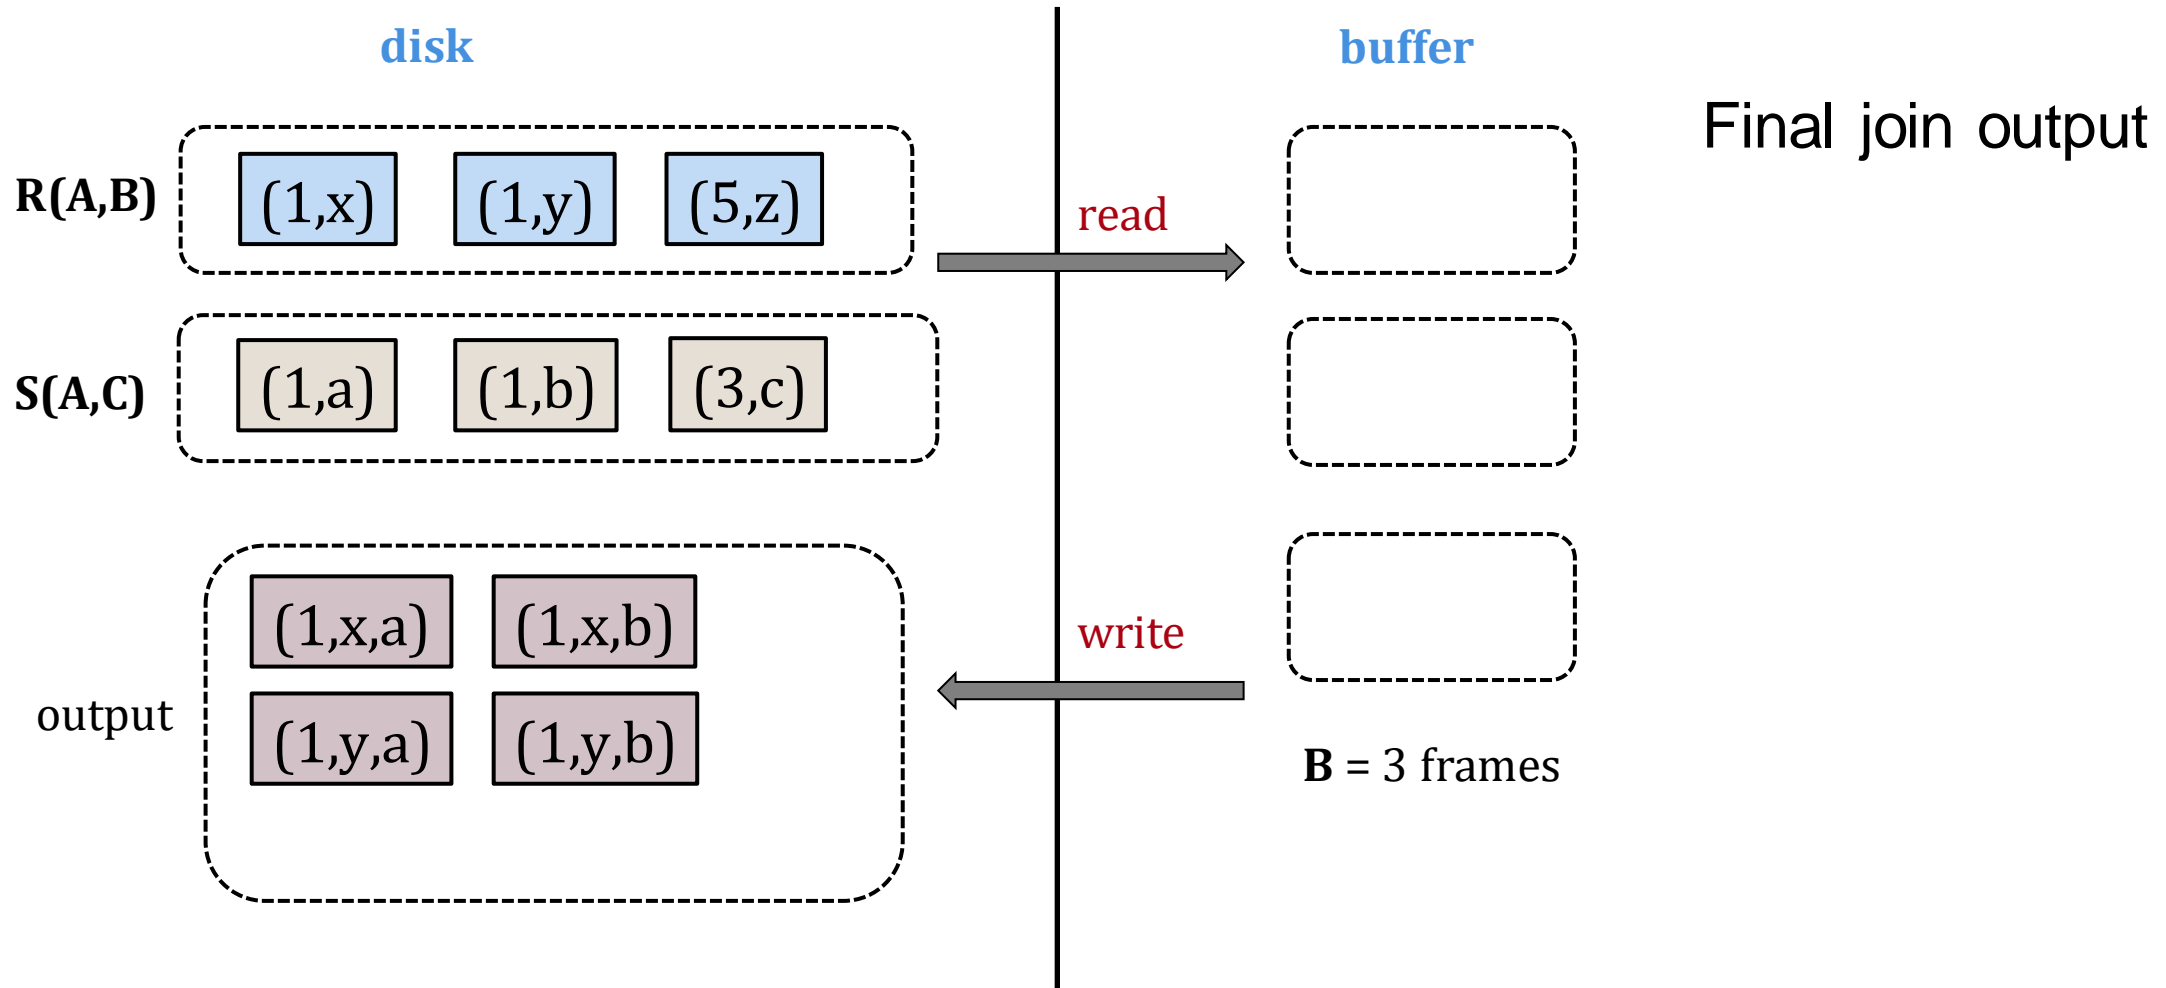 disk
buffer
Final join output
R(A,B)
(1,x) (1,y) (5,z)
read
S(A,C)
(1,a) (1,b) (3,c)
(1,x,a) (1,x,b)
write
output
(1,y,a) (1,y,b)
B = 3 frames